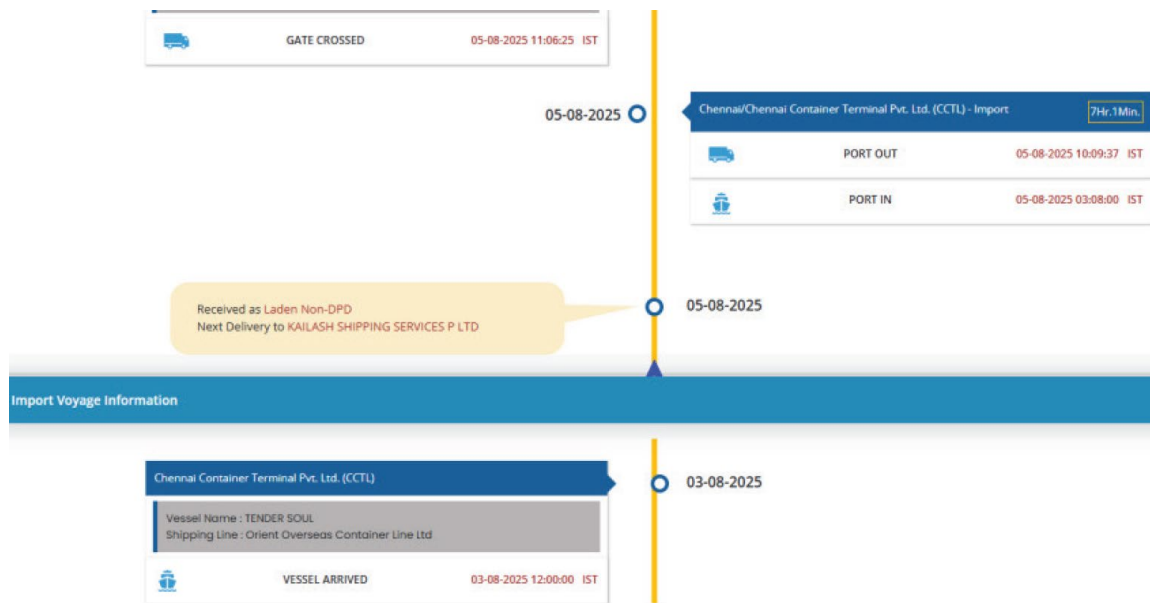 GATE CROSSED 05-08-2025 11:06:25 IST
05-08-2025
Chennai/Chennai Container Terminal Pvt. Ltd. (CCTL) - Import 7Hr.1Min.
PORT OUT 05-08-2025 10:09:37 IST
PORT IN 05-08-2025 03:08:00 IST
Received as Laden Non-DPD
Next Delivery to KAILASH SHIPPING SERVICES P LTD
05-08-2025
Import Voyage Information
Chennai Container Terminal Pvt. Ltd. (CCTL)
03-08-2025
Vessel Name : TENDER SOUL
Shipping Line : Orient Overseas Container Line Ltd
VESSEL ARRIVED 03-08-2025 12:00:00 IST